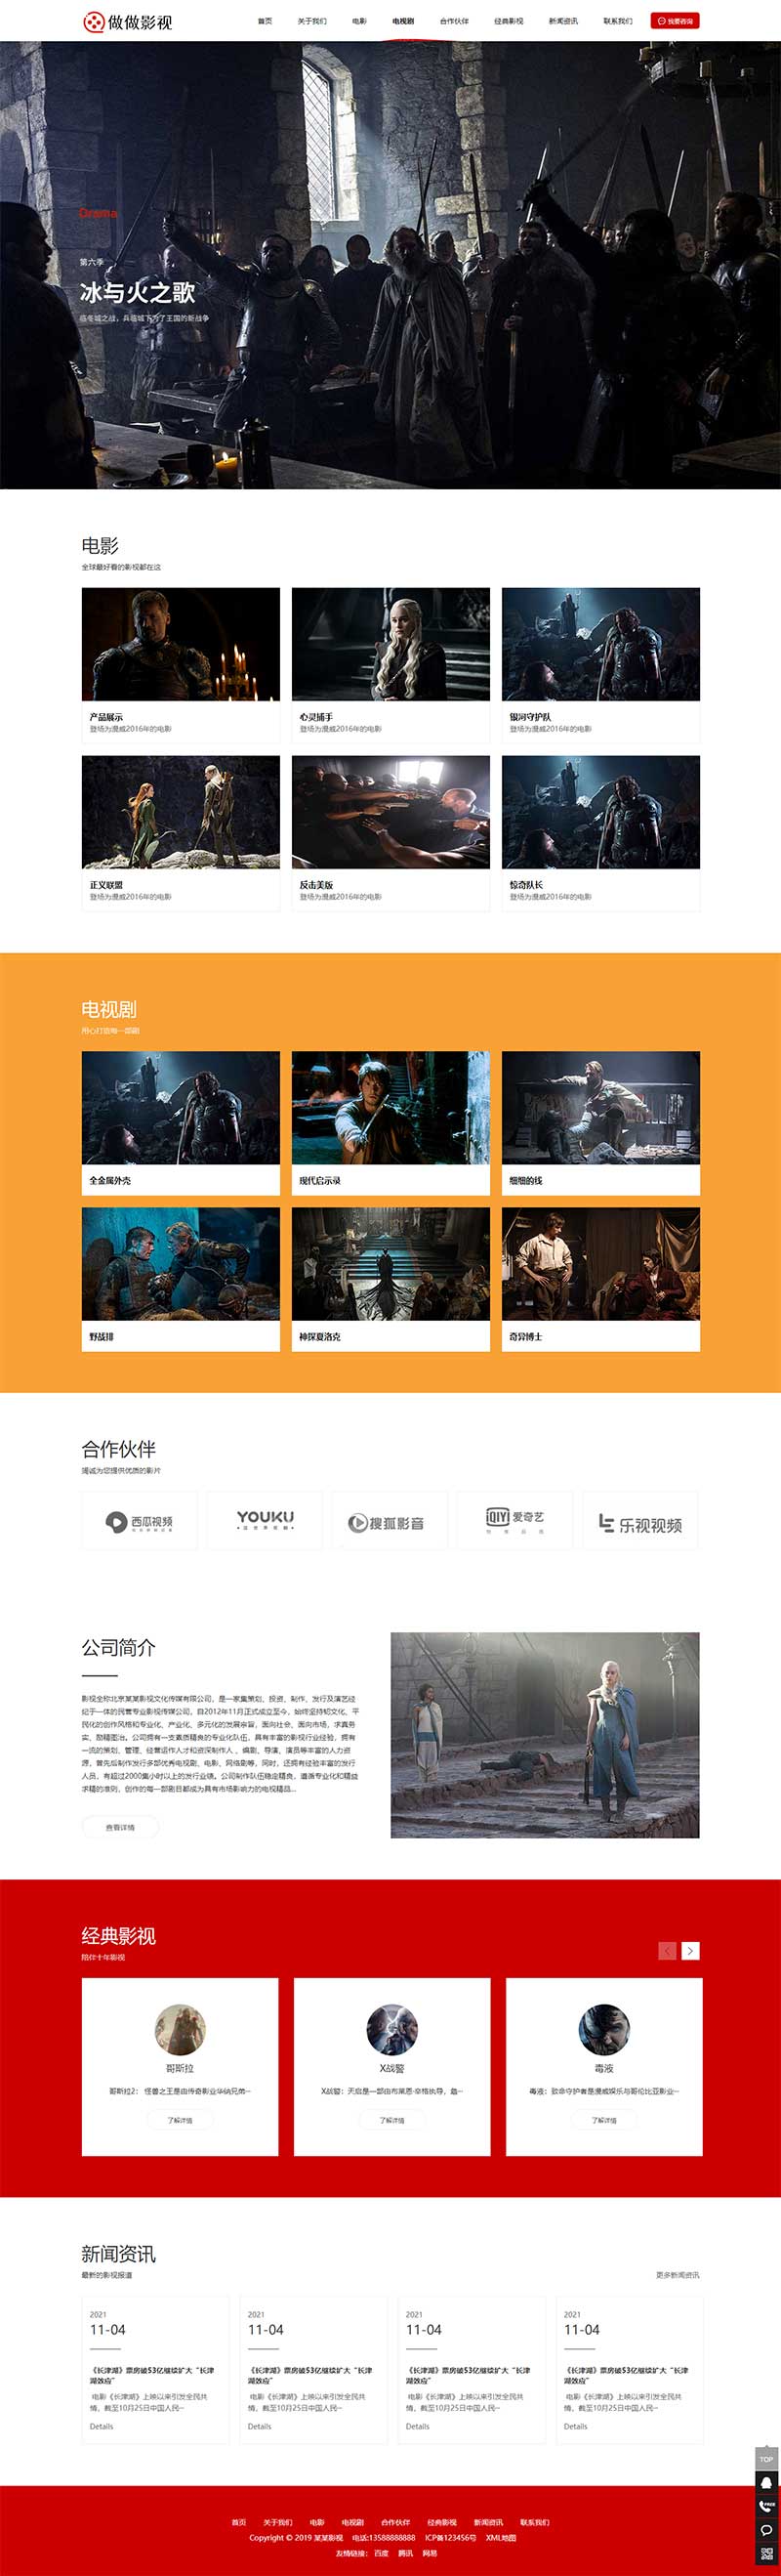 做做影视
首页 关于我们 电影 电视剧 合作伙伴 经典影视 新闻资讯 联系我们 我要咨询
Drama
第六季
冰与火之歌
临冬城之战，兵临城下为了王国的新战争
电影
全球最好看的影视都在这
产品展示 心灵捕手 银河守护队
登场为漫威2016年的电影 登场为漫威2016年的电影 登场为漫威2016年的电影
正义联盟 反击美版 惊奇队长
登场为漫威2016年的电影 登场为漫威2016年的电影 登场为漫威2016年的电影
电视剧
用心打造每一部剧
全金属外壳 现代启示录 细细的线
野战排 神探夏洛克 奇异博士
合作伙伴
竭诚为您提供优质的影片
西瓜视频 YOUKU 搜狐影音 iQIYI 爱奇艺 乐视视频
这世界很酷
公司简介
影视全称北京某某影视文化传媒有限公司，是一家集策划、投资、制作、发行及演艺经
纪于一体的民营专业影视传媒公司。自2012年11月正式成立至今，始终坚持轫文化、平
民化的创作风格和专业化、产业化、多元化的发展宗旨，面向社会，面向市场，求真务
实、励精图治。公司拥有一支素质精良的专业化队伍，具有丰富的影视行业经验，拥有
一流的策划、管理、经营运作人才和资深制作人 、编剧、导演、演员等丰富的人力资
源，曾先后制作发行多部优秀电视剧、电影、网络剧等，同时，还拥有经验丰富的发行
人员，有超过2000集小时以上的发行业绩。公司制作队伍稳定精良，谨循专业化和精益
求精的准则，创作的每一部剧目都成为具有市场影响力的电视精品...
查看详情
经典影视
陪伴十年影视
哥斯拉 X战警 毒液
哥斯拉2： 怪兽之王是由传奇影业华纳兄弟··· X战警：天启是一部由布莱恩·辛格执导，詹··· 毒液：致命守护者是漫威娱乐与哥伦比亚影业···
了解详情 了解详情 了解详情
新闻资讯
最新的影视报道 更多新闻资讯
2021 2021 2021 2021
11-04 11-04 11-04 11-04
《长津湖》票房破53亿继续扩大“长津 《长津湖》票房破53亿继续扩大“长津 《长津湖》票房破53亿继续扩大“长津 《长津湖》票房破53亿继续扩大“长津
湖效应” 湖效应” 湖效应” 湖效应”
电影《长津湖》上映以来引发全民共 电影《长津湖》上映以来引发全民共 电影《长津湖》上映以来引发全民共 电影《长津湖》上映以来引发全民共
情，截至10月25日中国人民··· 情，截至10月25日中国人民··· 情，截至10月25日中国人民··· 情，截至10月25日中国人民···
Details Details Details Details
TOP
首页 关于我们 电影 电视剧 合作伙伴 经典影视 新闻资讯 联系我们
Copyright © 2019 某某影视 电话:13588888888 ICP备123456号 XML地图
友情链接： 百度 腾讯 网易